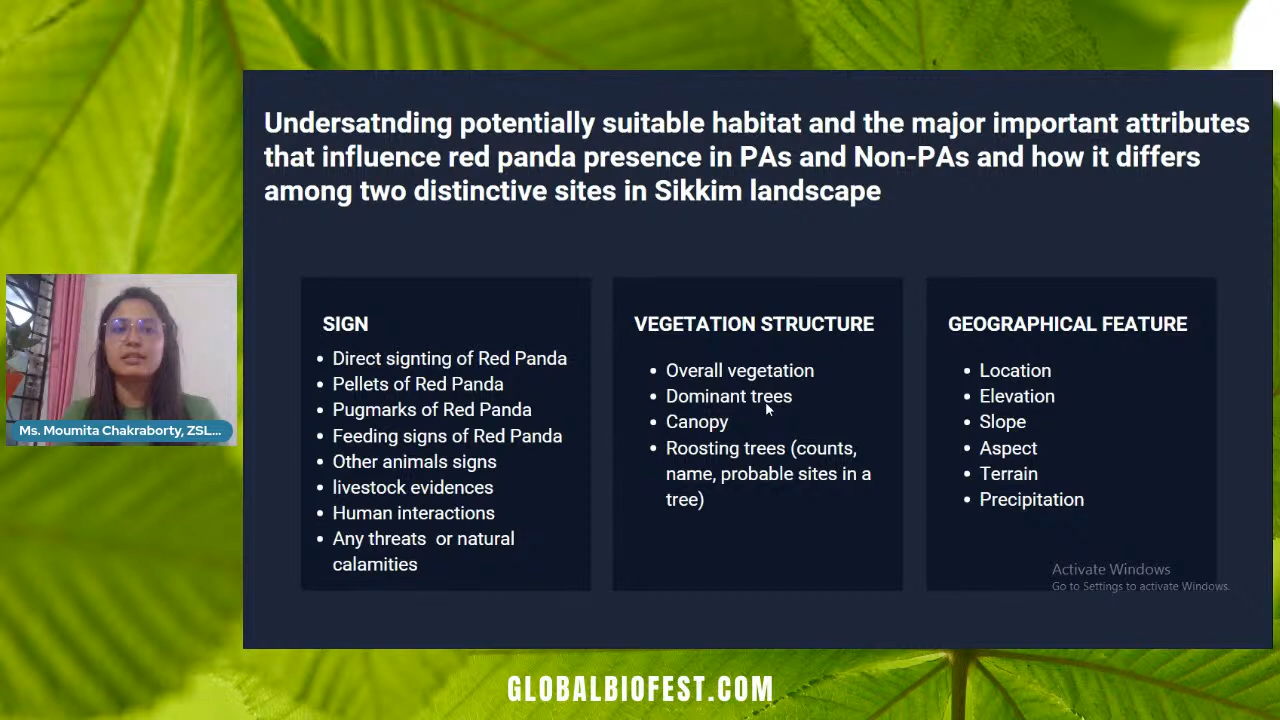 Undersatnding potentially suitable habitat and the major important attributes
that influence red panda presence in PAs and Non-PAs and how it differs
among two distinctive sites in Sikkim landscape
SIGN
Direct signting of Red Panda
Pellets of Red Panda
Pugmarks of Red Panda
Feeding signs of Red Panda
Other animals signs
livestock evidences
Human interactions
Any threats or natural
calamities
VEGETATION STRUCTURE
Overall vegetation
Dominant trees
Canopy
Roosting trees (counts,
name, probable sites in a
tree)
GEOGRAPHICAL FEATURE
Location
Elevation
Slope
Aspect
Terrain
Precipitation
Activate Windows
Go to Settings to activate Windows.
Ms. Moumita Chakraborty, ZSL...
GLOBALBIOFEST.COM